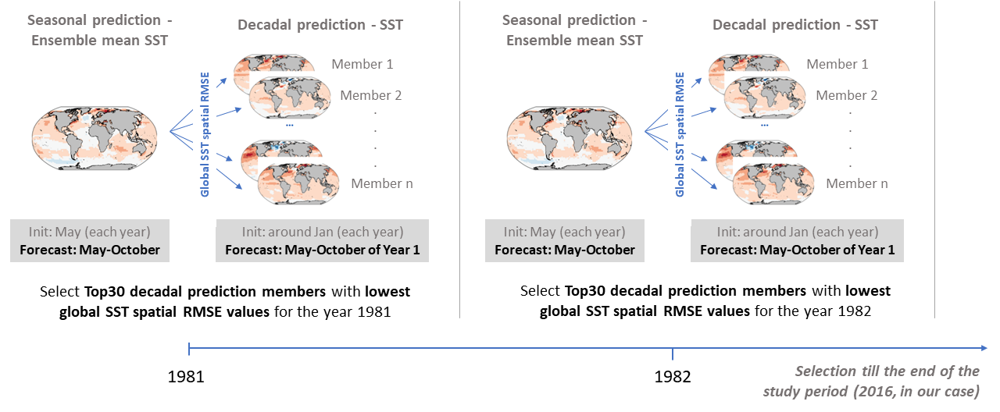 Seasonal prediction -
Ensemble mean SST
Decadal prediction - SST
Global SST spatial RMSE
Member 1
Member 2
...
.
.
.
.
Member n
Init: May (each year)
Forecast: May-October
Init: around Jan (each year)
Forecast: May-October of Year 1
Select Top30 decadal prediction members with lowest
global SST spatial RMSE values for the year 1981
Seasonal prediction -
Ensemble mean SST
Decadal prediction - SST
Global SST spatial RMSE
Member 1
Member 2
...
.
.
.
.
Member n
Init: May (each year)
Forecast: May-October
Init: around Jan (each year)
Forecast: May-October of Year 1
Select Top30 decadal prediction members with lowest
global SST spatial RMSE values for the year 1982
1981
1982
Selection till the end of the
study period (2016, in our case)